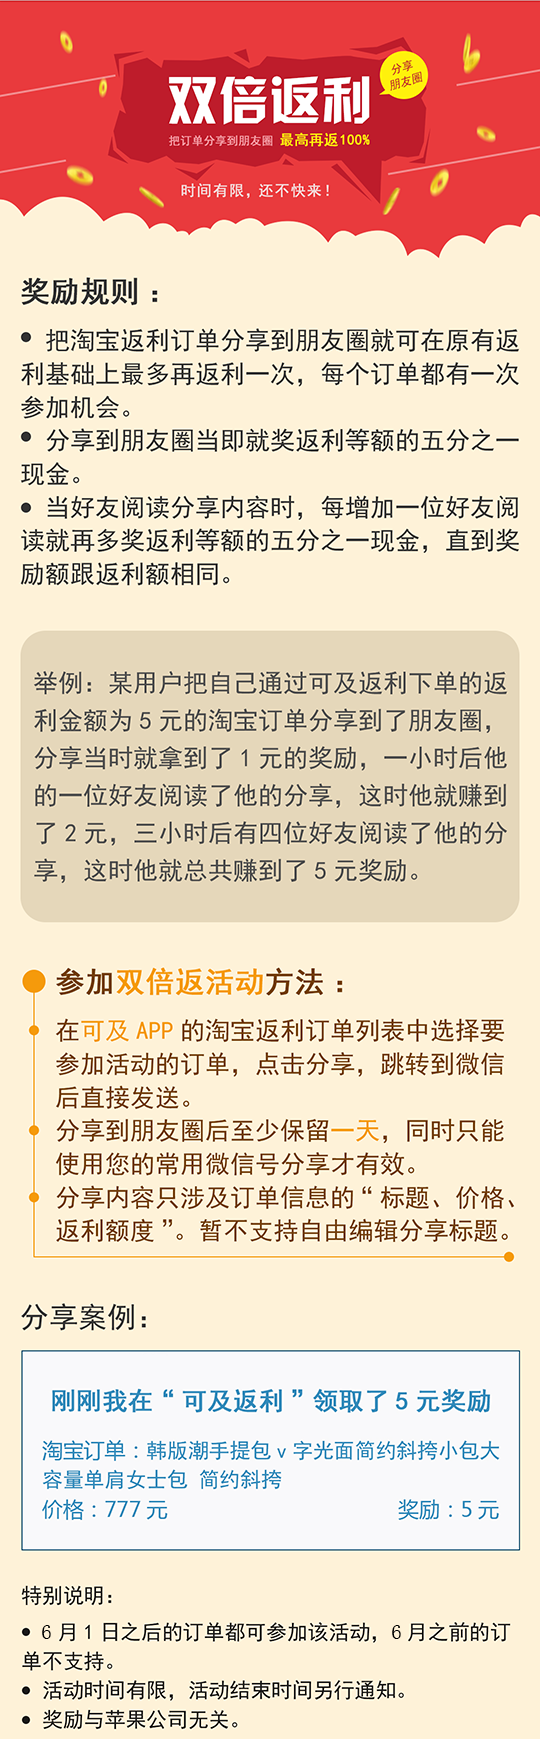 分享
朋友圈
双倍返利
把订单分享到朋友圈 最高再返100%
时间有限，还不快来！
奖励规则：
● 把淘宝返利订单分享到朋友圈就可在原有返
利基础上最多再返利一次，每个订单都有一次
参加机会。
● 分享到朋友圈当即就奖返利等额的五分之一
现金。
● 当好友阅读分享内容时，每增加一位好友阅
读就再多奖返利等额的五分之一现金，直到奖
励额跟返利额相同。
举例：某用户把自己通过可及返利下单的返
利金额为 5 元的淘宝订单分享到了朋友圈，
分享当时就拿到了 1 元的奖励，一小时后他
的一位好友阅读了他的分享，这时他就赚到
了 2 元，三小时后有四位好友阅读了他的分
享，这时他就总共赚到了 5 元奖励。
参加双倍返活动方法：
在可及 APP 的淘宝返利订单列表中选择要
参加活动的订单，点击分享，跳转到微信
后直接发送。
分享到朋友圈后至少保留一天，同时只能
使用您的常用微信号分享才有效。
分享内容只涉及订单信息的“ 标题、价格、
返利额度 ”。暂不支持自由编辑分享标题。
分享案例：
刚刚我在“ 可及返利 ”领取了 5 元奖励
淘宝订单：韩版潮手提包 v 字光面简约斜挎小包大
容量单肩女士包 简约斜挎
价格：777 元 奖励：5 元
特别说明：
● 6 月 1 日之后的订单都可参加该活动，6 月之前的订
单不支持。
● 活动时间有限，活动结束时间另行通知。
● 奖励与苹果公司无关。